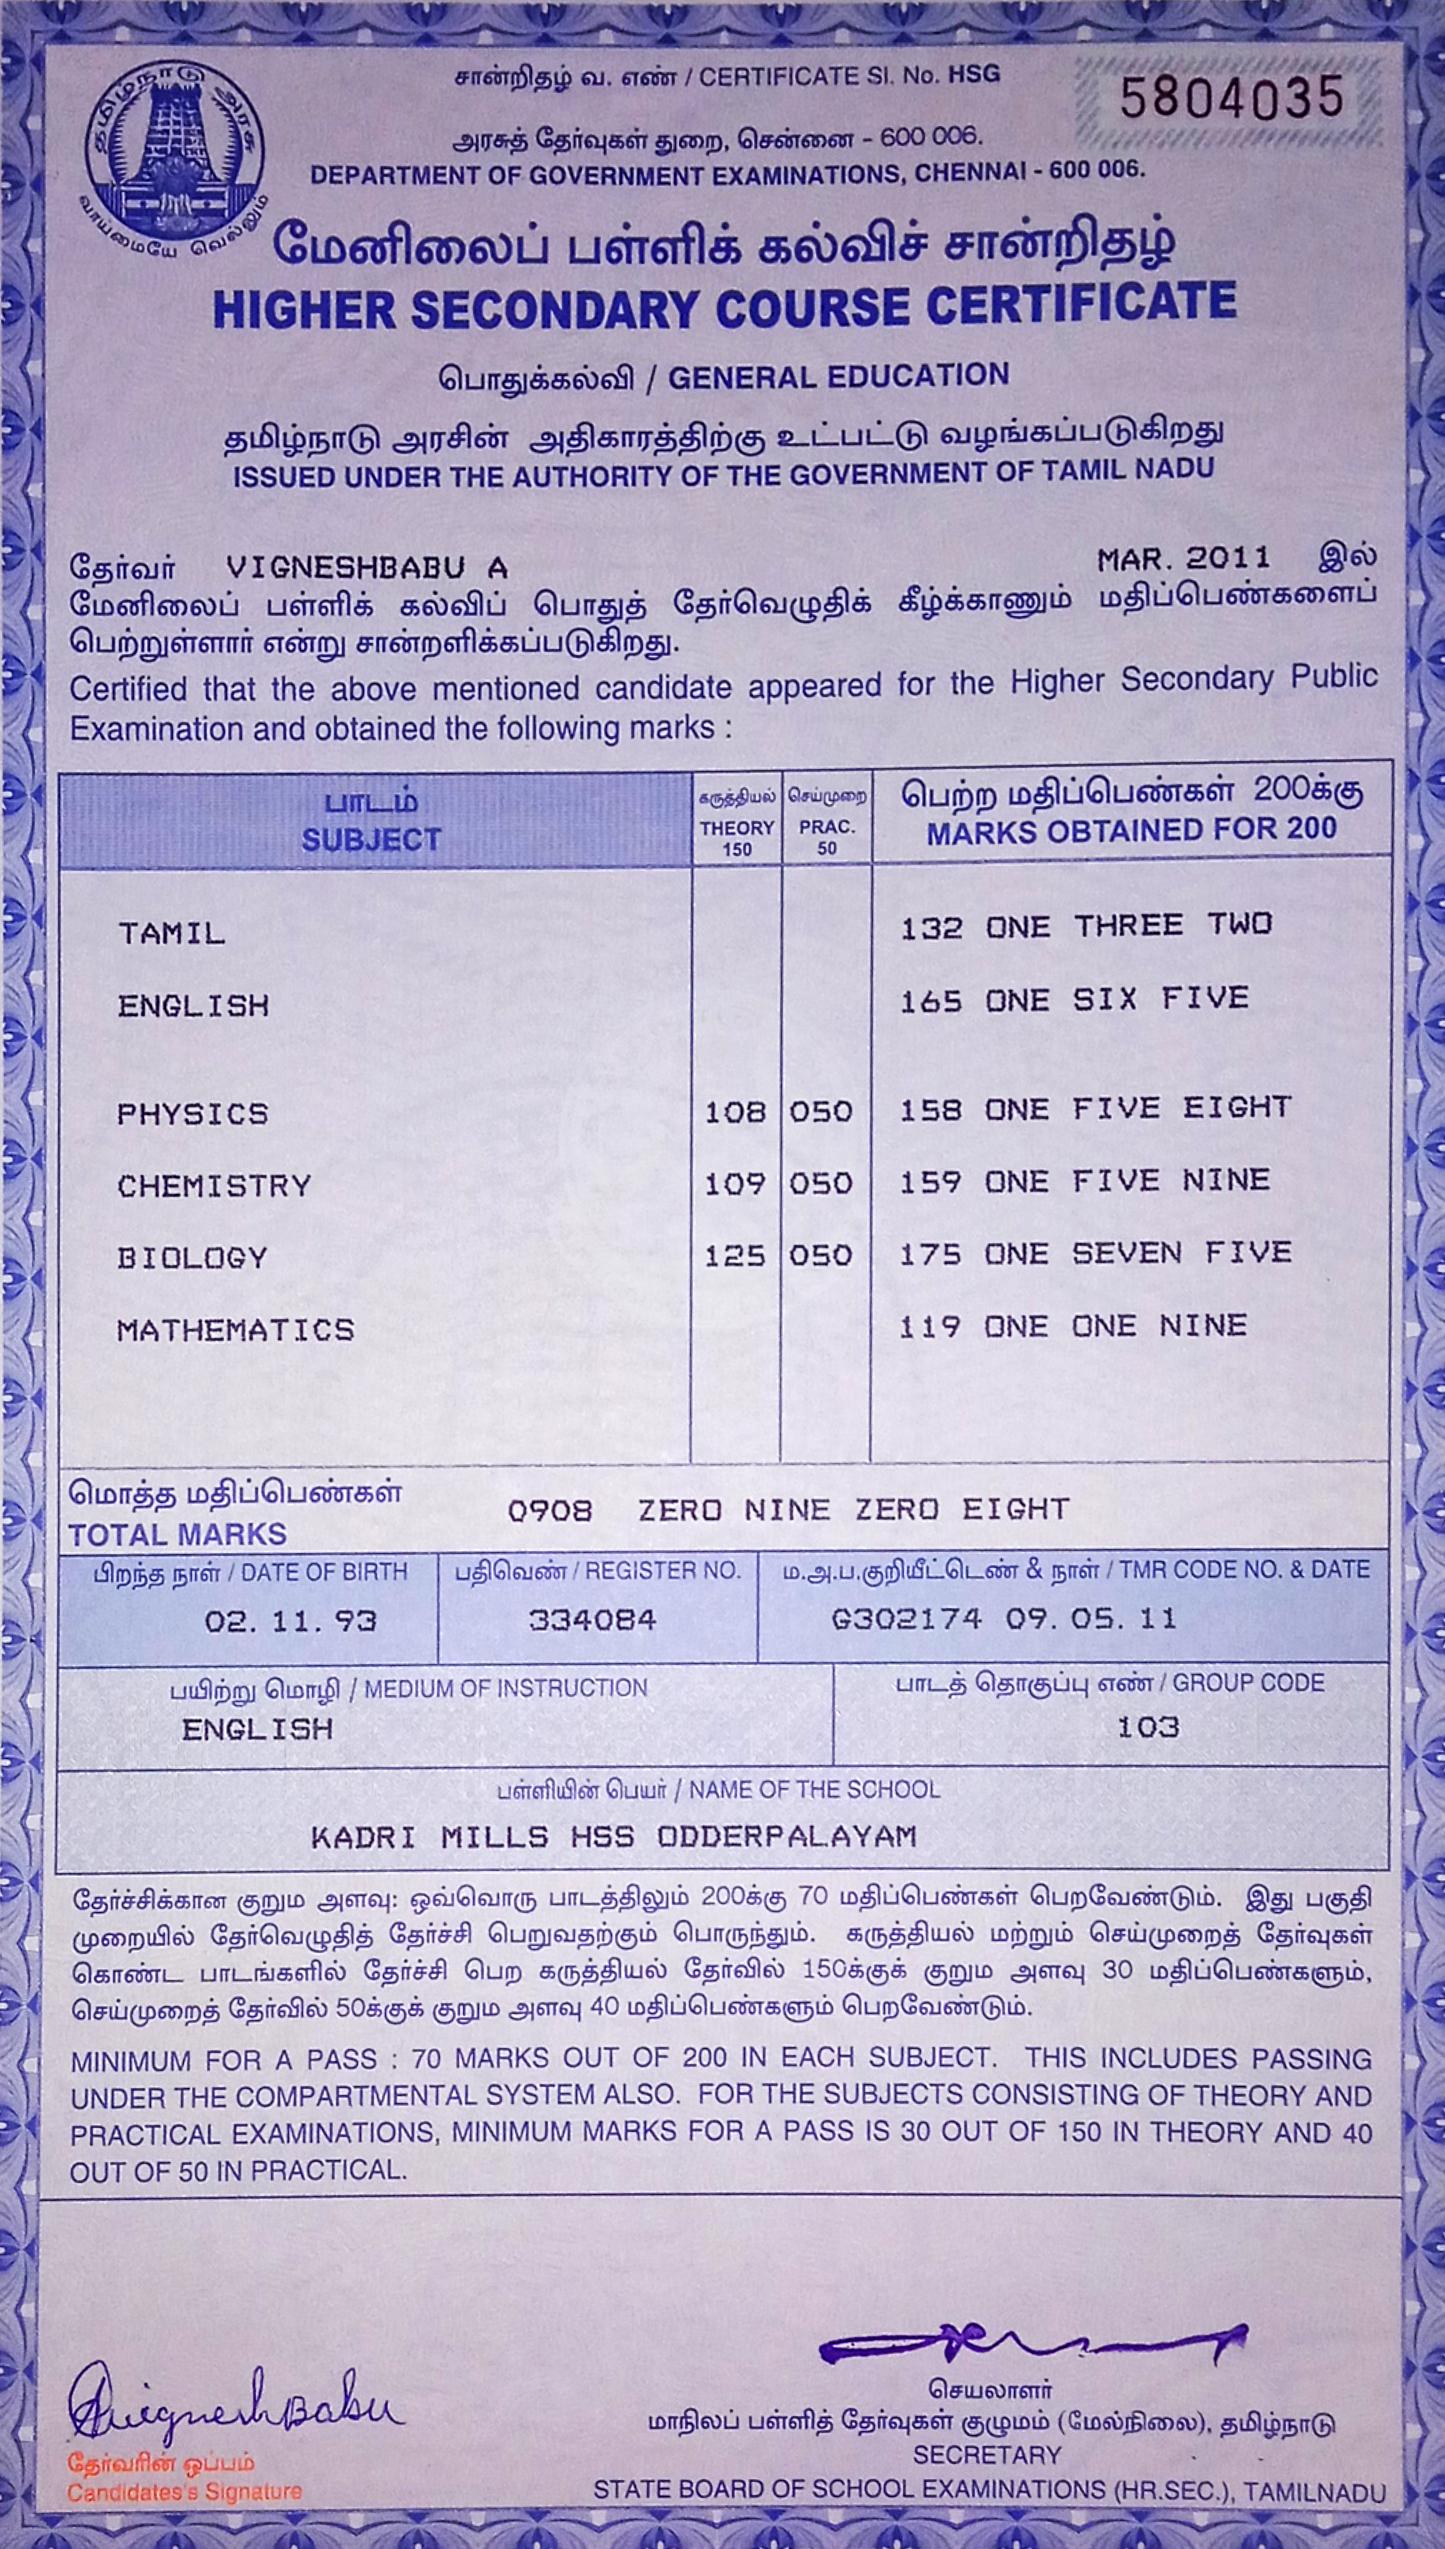 தமிழ்நாடு அரசு
வாய்மையே வெல்லும்
சான்றிதழ் வ. எண் / CERTIFICATE Sl. No. HSG
5804035
அரசுத் தேர்வுகள் துறை, சென்னை - 600 006.
DEPARTMENT OF GOVERNMENT EXAMINATIONS, CHENNAI - 600 006.
மேனிலைப் பள்ளிக் கல்விச் சான்றிதழ்
HIGHER SECONDARY COURSE CERTIFICATE
பொதுக்கல்வி / GENERAL EDUCATION
தமிழ்நாடு அரசின் அதிகாரத்திற்கு உட்பட்டு வழங்கப்படுகிறது
ISSUED UNDER THE AUTHORITY OF THE GOVERNMENT OF TAMIL NADU
தேர்வர் VIGNESHBABU A MAR. 2011 இல்
மேனிலைப் பள்ளிக் கல்விப் பொதுத் தேர்வெழுதிக் கீழ்க்காணும் மதிப்பெண்களைப்
பெற்றுள்ளார் என்று சான்றளிக்கப்படுகிறது.
Certified that the above mentioned candidate appeared for the Higher Secondary Public
Examination and obtained the following marks :
பாடம் கருத்தியல் செய்முறை பெற்ற மதிப்பெண்கள் 200க்கு
SUBJECT THEORY PRAC. MARKS OBTAINED FOR 200
150 50
TAMIL 132 ONE THREE TWO
ENGLISH 165 ONE SIX FIVE
PHYSICS 108 050 158 ONE FIVE EIGHT
CHEMISTRY 109 050 159 ONE FIVE NINE
BIOLOGY 125 050 175 ONE SEVEN FIVE
MATHEMATICS 119 ONE ONE NINE
மொத்த மதிப்பெண்கள்
TOTAL MARKS 0908 ZERO NINE ZERO EIGHT
பிறந்த நாள் / DATE OF BIRTH பதிவெண் / REGISTER NO. ம.அ.ப.குறியீட்டெண் & நாள் / TMR CODE NO. & DATE
02. 11. 93 334084 G302174 09. 05. 11
பயிற்று மொழி / MEDIUM OF INSTRUCTION பாடத் தொகுப்பு எண் / GROUP CODE
ENGLISH 103
பள்ளியின் பெயர் / NAME OF THE SCHOOL
KADRI MILLS HSS ODDERPALAYAM
தேர்ச்சிக்கான குறும அளவு: ஒவ்வொரு பாடத்திலும் 200க்கு 70 மதிப்பெண்கள் பெறவேண்டும். இது பகுதி
முறையில் தேர்வெழுதித் தேர்ச்சி பெறுவதற்கும் பொருந்தும். கருத்தியல் மற்றும் செய்முறைத் தேர்வுகள்
கொண்ட பாடங்களில் தேர்ச்சி பெற கருத்தியல் தேர்வில் 150க்குக் குறும அளவு 30 மதிப்பெண்களும்,
செய்முறைத் தேர்வில் 50க்குக் குறும அளவு 40 மதிப்பெண்களும் பெறவேண்டும்.
MINIMUM FOR A PASS : 70 MARKS OUT OF 200 IN EACH SUBJECT. THIS INCLUDES PASSING
UNDER THE COMPARTMENTAL SYSTEM ALSO. FOR THE SUBJECTS CONSISTING OF THEORY AND
PRACTICAL EXAMINATIONS, MINIMUM MARKS FOR A PASS IS 30 OUT OF 150 IN THEORY AND 40
OUT OF 50 IN PRACTICAL.
A VigneshBabu
தேர்வரின் ஒப்பம்
Candidates's Signature
செயலாளர்
மாநிலப் பள்ளித் தேர்வுகள் குழுமம் (மேல்நிலை), தமிழ்நாடு
SECRETARY
STATE BOARD OF SCHOOL EXAMINATIONS (HR.SEC.), TAMILNADU